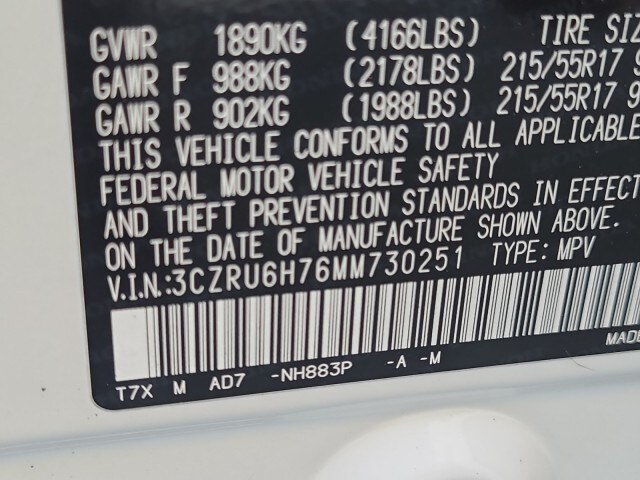 GVWR 1890KG (4166LBS) TIRE SIZ
GAWR F 988KG (2178LBS) 215/55R17 9
GAWR R 902KG (1988LBS) 215/55R17 9
THIS VEHICLE CONFORMS TO ALL APPLICABLE
FEDERAL MOTOR VEHICLE SAFETY
AND THEFT PREVENTION STANDARDS IN EFFECT
ON THE DATE OF MANUFACTURE SHOWN ABOVE.
V.I.N.:3CZRU6H76MM730251 TYPE: MPV
MADE
T7X M AD7 -NH883P -A -M